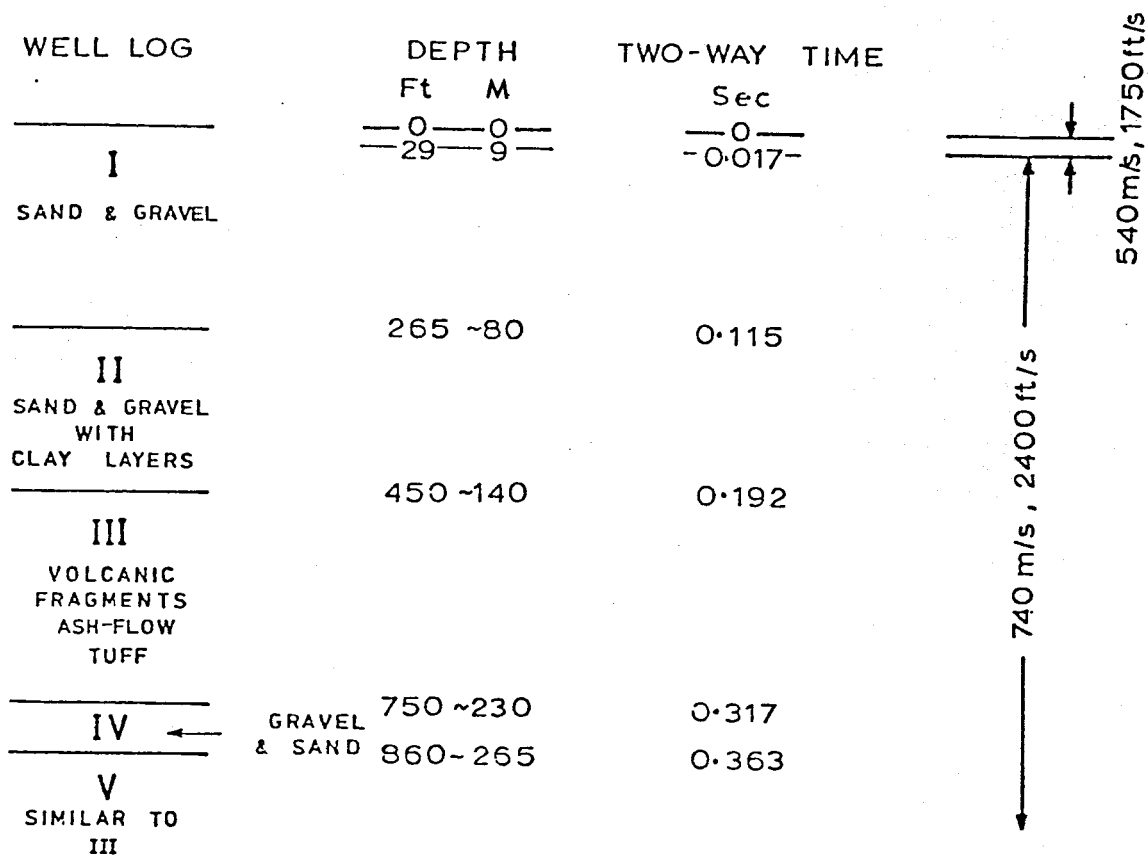 WELL LOG DEPTH TWO-WAY TIME
Ft M Sec
0 0 0
29 9 0·017
I
SAND & GRAVEL
265 ~80 0·115
II
SAND & GRAVEL
WITH
CLAY LAYERS
450 ~140 0·192
III
VOLCANIC
FRAGMENTS
ASH-FLOW
TUFF
750 ~230 0·317
IV GRAVEL
& SAND
860~265 0·363
V
SIMILAR TO
III
540m/s, 1750ft/s
740 m/s, 2400ft/s